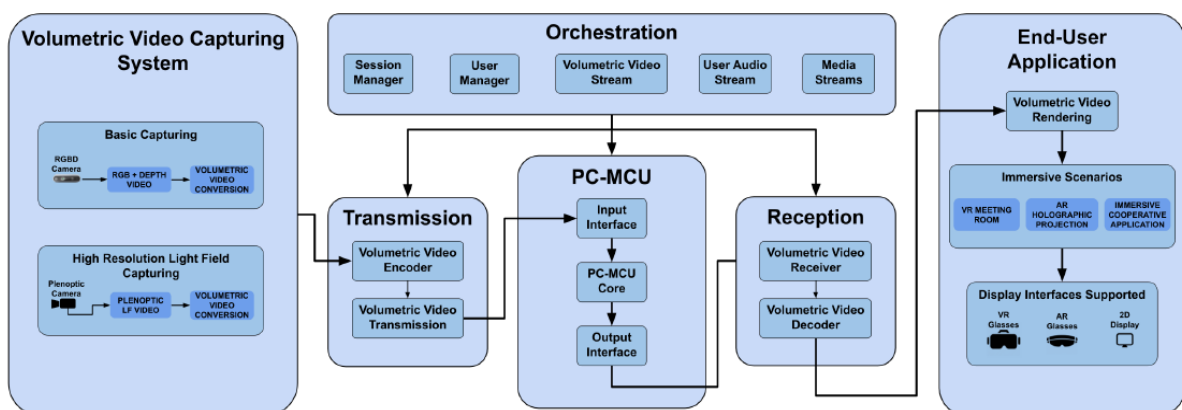 Volumetric Video Capturing
System
Basic Capturing
RGBD
Camera
RGB + DEPTH
VIDEO
VOLUMETRIC
VIDEO
CONVERSION
High Resolution Light Field
Capturing
Plenoptic
Camera
PLENOPTIC
LF VIDEO
VOLUMETRIC
VIDEO
CONVERSION
Orchestration
Session
Manager
User
Manager
Volumetric Video
Stream
User Audio
Stream
Media
Streams
Transmission
Volumetric Video
Encoder
Volumetric Video
Transmission
PC-MCU
Input
Interface
PC-MCU
Core
Output
Interface
Reception
Volumetric Video
Receiver
Volumetric Video
Decoder
End-User
Application
Volumetric Video
Rendering
Immersive Scenarios
VR MEETING
ROOM
AR
HOLOGRAPHIC
PROJECTION
IMMERSIVE
COOPERATIVE
APPLICATION
Display Interfaces Supported
VR
Glasses
AR
Glasses
2D
Display